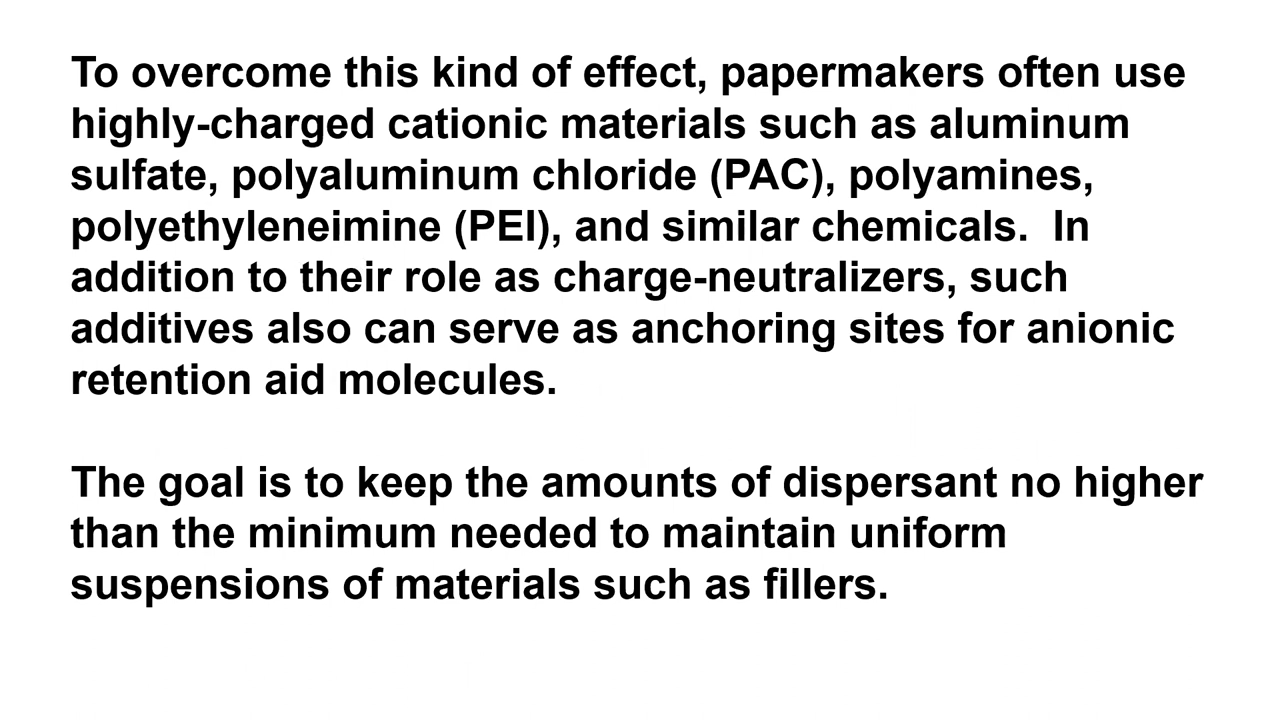 To overcome this kind of effect, papermakers often use
highly-charged cationic materials such as aluminum
sulfate, polyaluminum chloride (PAC), polyamines,
polyethyleneimine (PEI), and similar chemicals.  In
addition to their role as charge-neutralizers, such
additives also can serve as anchoring sites for anionic
retention aid molecules.

The goal is to keep the amounts of dispersant no higher
than the minimum needed to maintain uniform
suspensions of materials such as fillers.